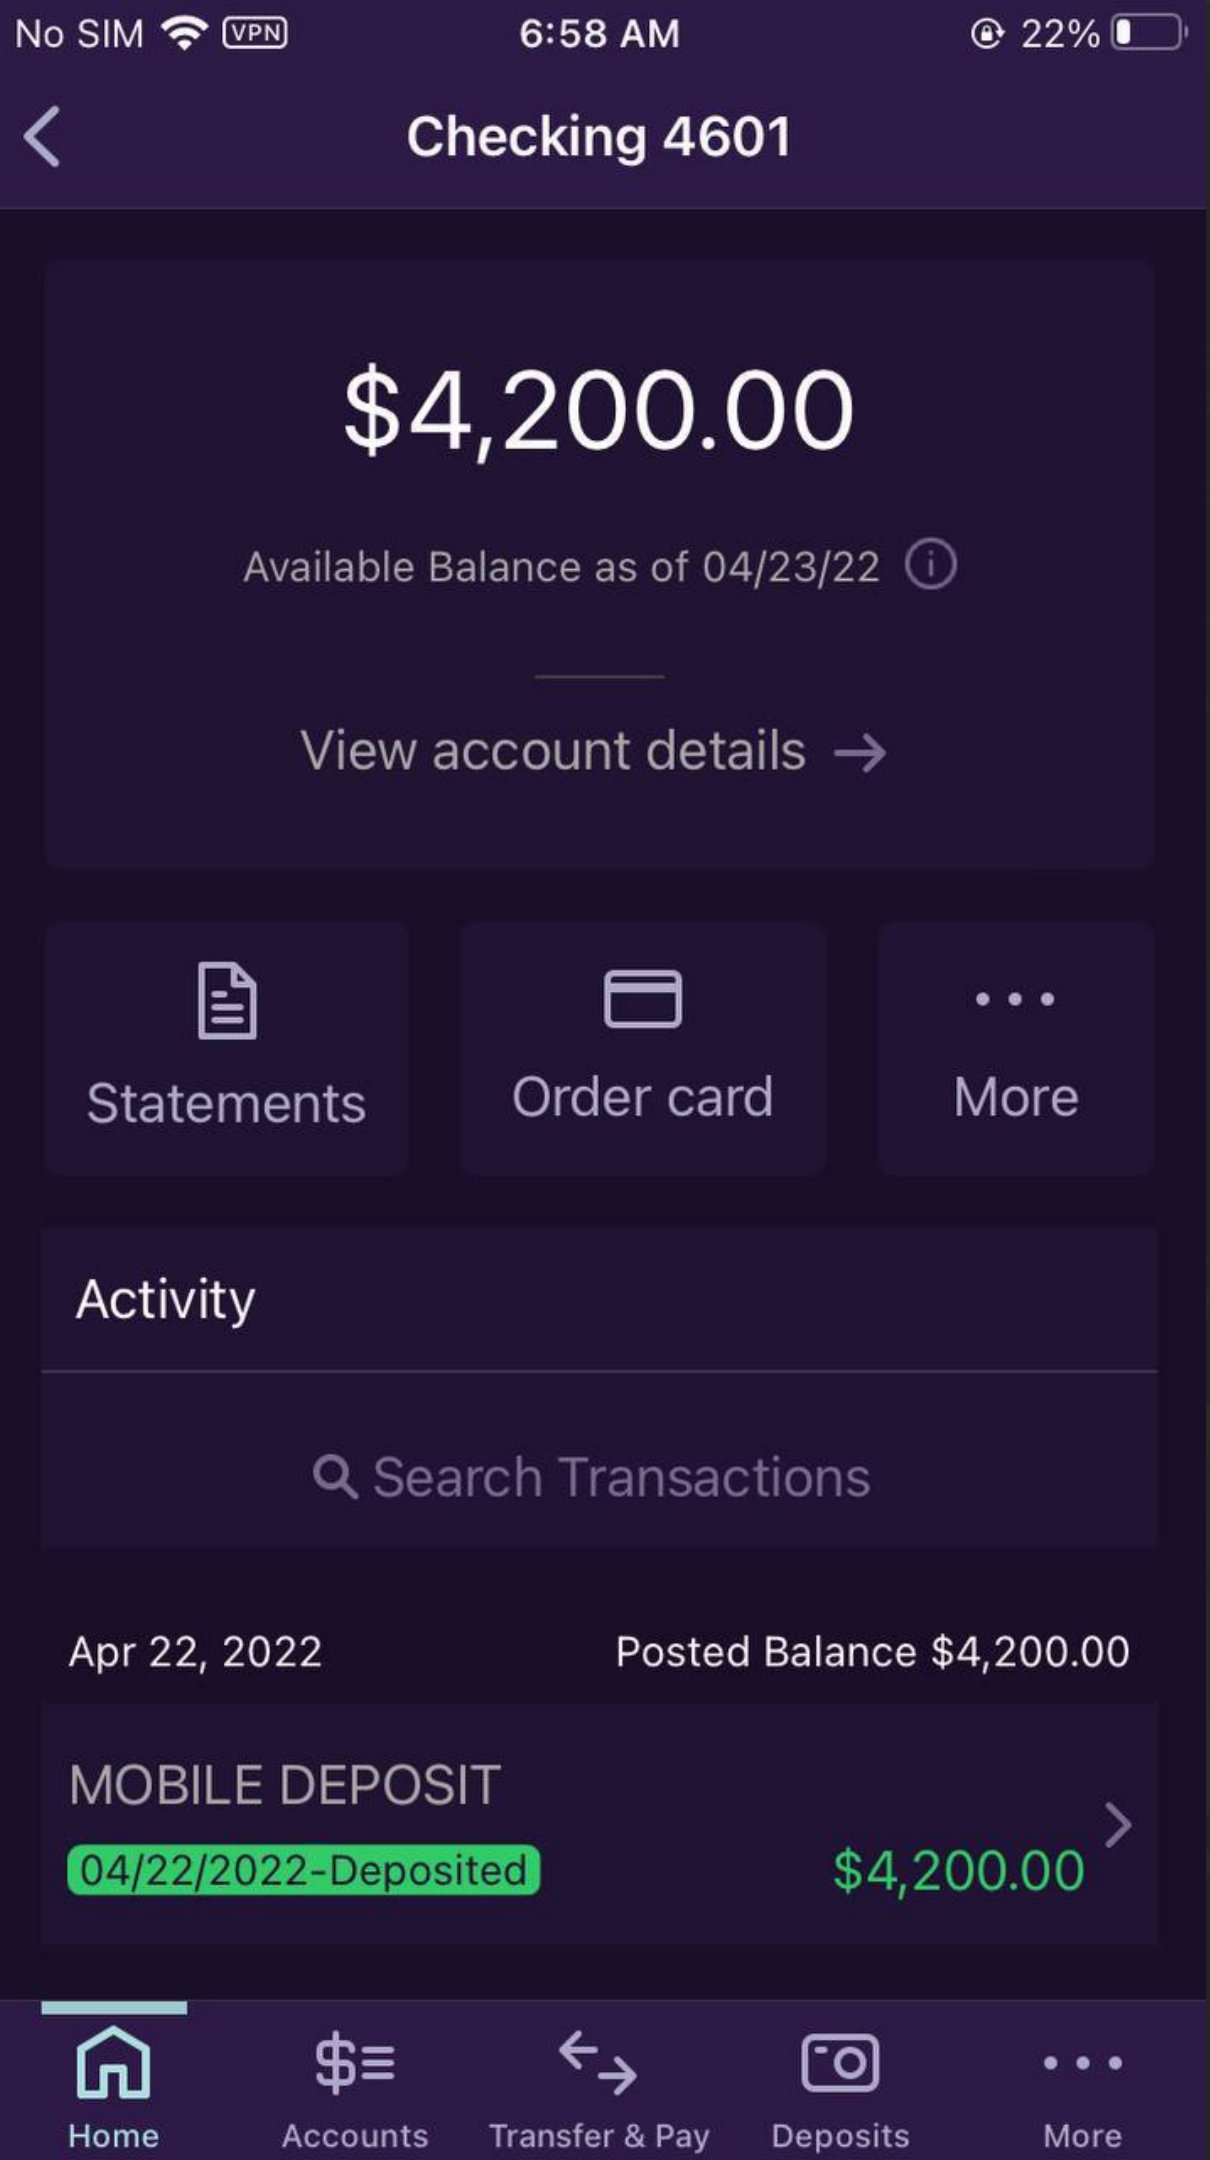 No SIM VPN 6:58 AM 22%
Checking 4601
$4,200.00
Available Balance as of 04/23/22
View account details
Statements Order card More
Activity
Search Transactions
Apr 22, 2022 Posted Balance $4,200.00
MOBILE DEPOSIT
04/22/2022-Deposited $4,200.00
Home Accounts Transfer & Pay Deposits More